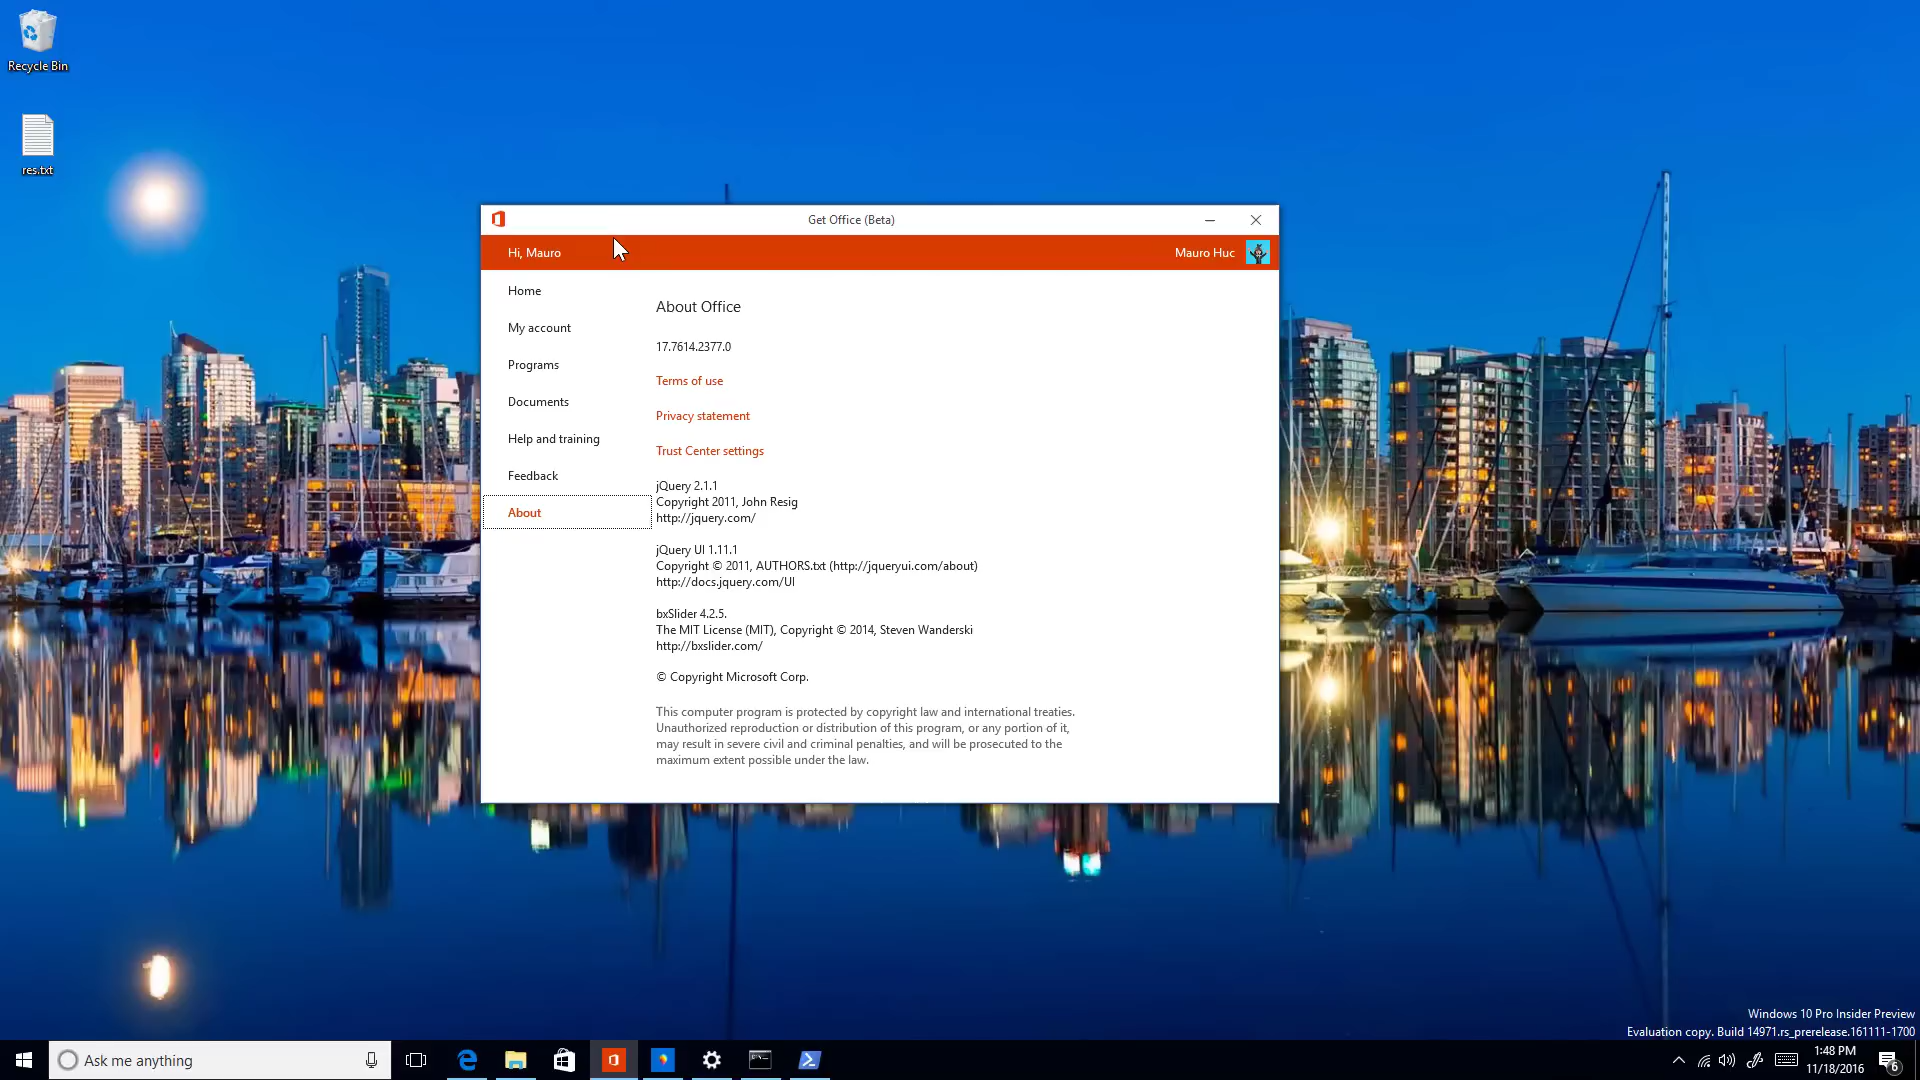 Recycle Bin
res.txt
Get Office (Beta)
Hi, Mauro
Mauro Huc
Home
My account
Programs
Documents
Help and training
Feedback
About
About Office
17.7614.2377.0
Terms of use
Privacy statement
Trust Center settings
jQuery 2.1.1
Copyright 2011, John Resig
http://jquery.com/
jQuery UI 1.11.1
Copyright © 2011, AUTHORS.txt (http://jqueryui.com/about)
http://docs.jquery.com/UI
bxSlider 4.2.5.
The MIT License (MIT), Copyright © 2014, Steven Wanderski
http://bxslider.com/
© Copyright Microsoft Corp.
This computer program is protected by copyright law and international treaties.
Unauthorized reproduction or distribution of this program, or any portion of it,
may result in severe civil and criminal penalties, and will be prosecuted to the
maximum extent possible under the law.
Windows 10 Pro Insider Preview
Evaluation copy. Build 14971.rs_prerelease.161111-1700
Ask me anything
1:48 PM
11/18/2016
6